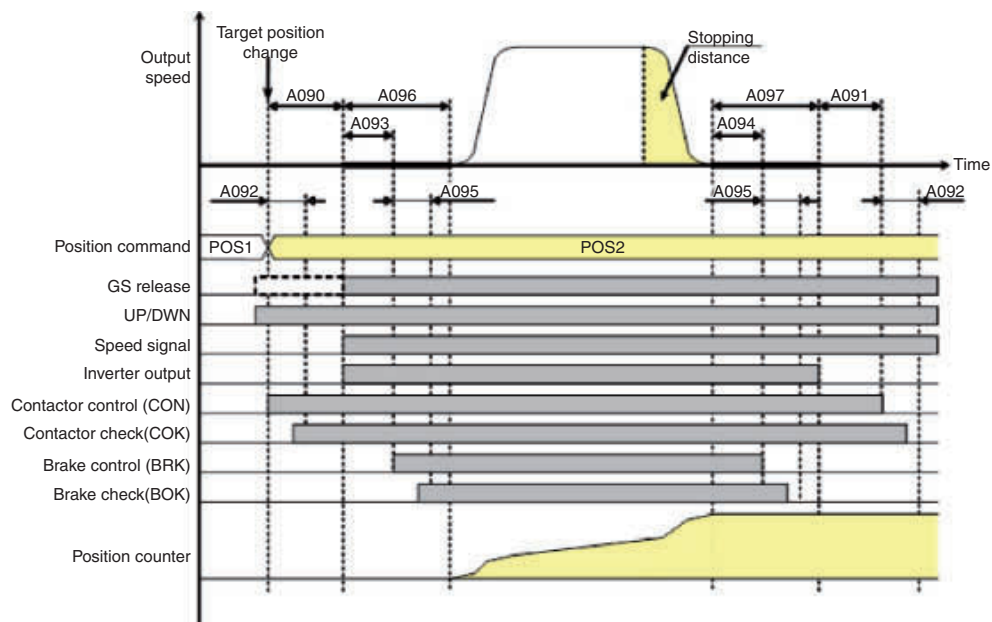 Target position
change
Output
speed
Stopping
distance
A090
A096
A097
A091
A093
A094
Time
A092
A095
A095
A092
Position command
POS1
POS2
GS release
UP/DWN
Speed signal
Inverter output
Contactor control (CON)
Contactor check(COK)
Brake control (BRK)
Brake check(BOK)
Position counter